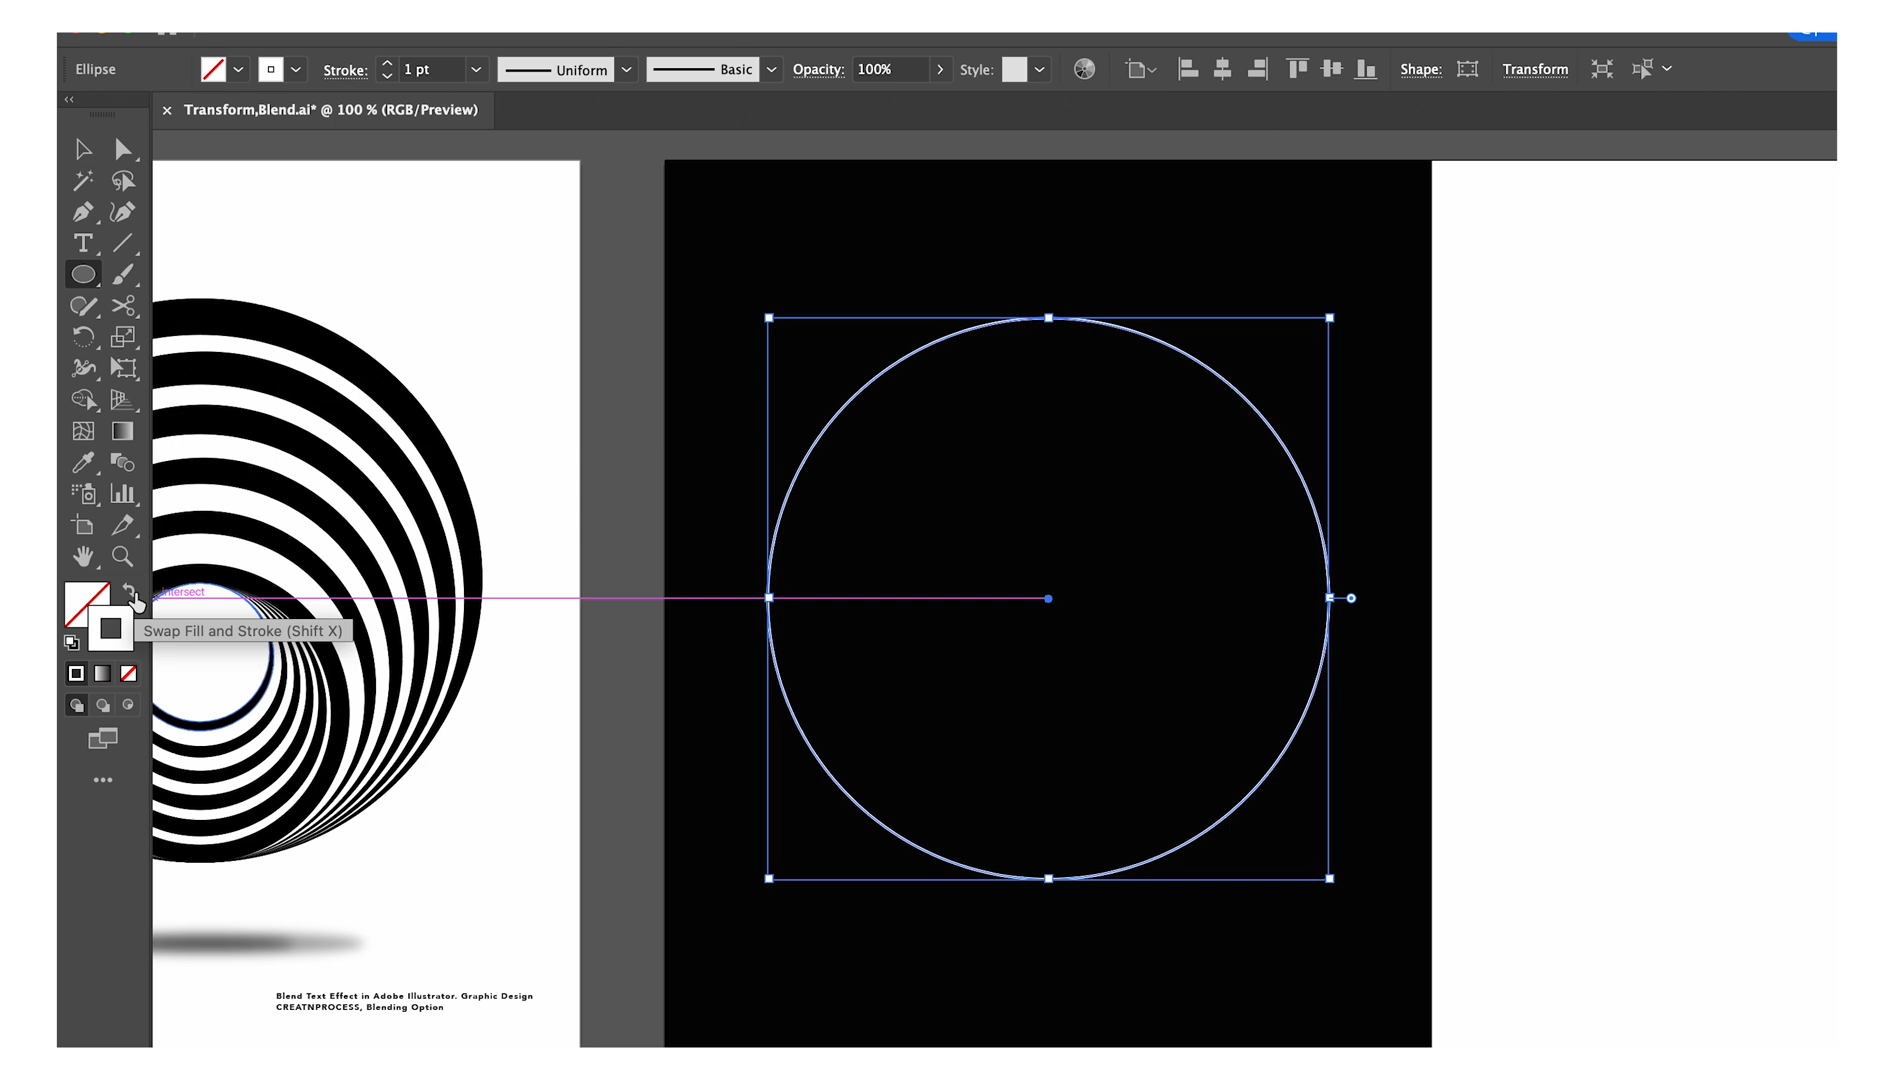 Ellipse Stroke: 1 pt Uniform Basic Opacity: 100% Style: Shape: Transform
Transform,Blend.ai* @ 100 % (RGB/Preview)
Intersect
Swap Fill and Stroke (Shift X)
Blend Text Effect in Adobe Illustrator. Graphic Design
CREATNPROCESS, Blending Option